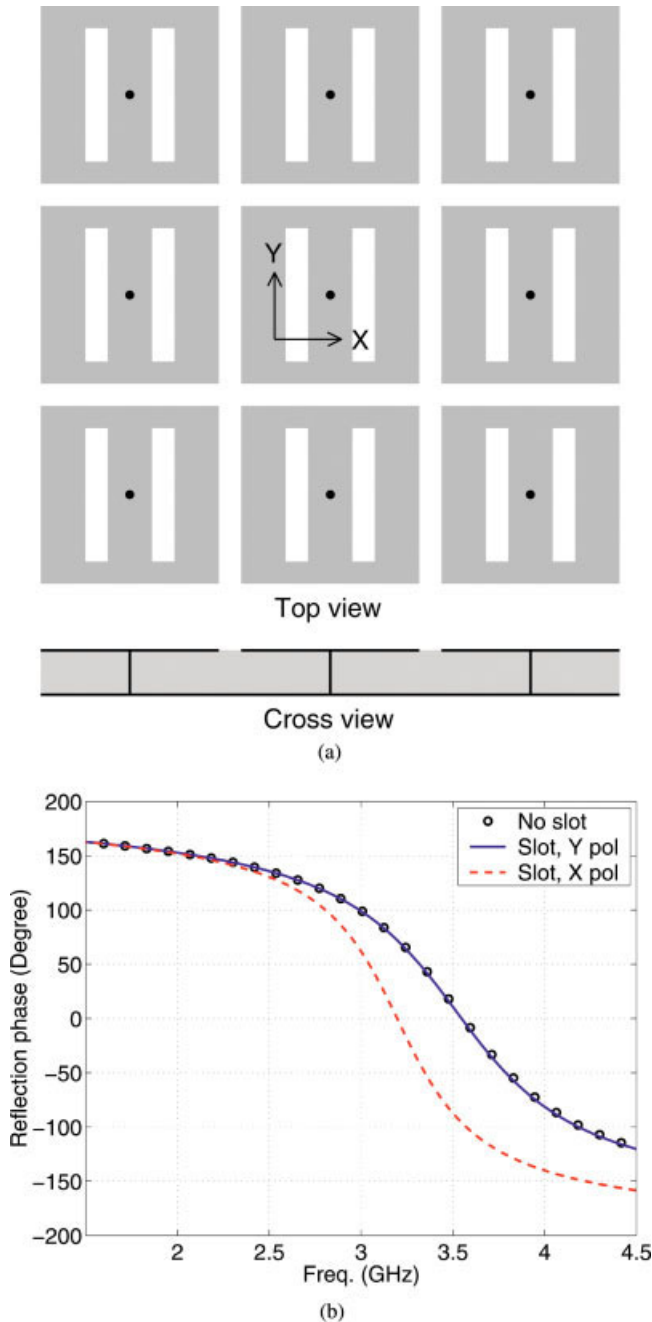 Y
X
Top view
Cross view
(a)
200
150
100
50
0
−50
−100
−150
−200
Reflection phase (Degree)
No slot
Slot, Y pol
Slot, X pol
2
2.5
3
3.5
4
4.5
Freq. (GHz)
(b)